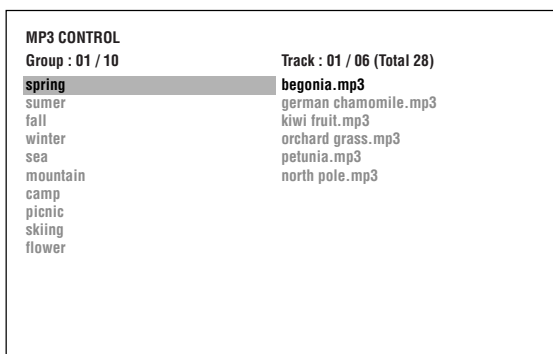 MP3 CONTROL
Group : 01 / 10
Track : 01 / 06 (Total 28)
spring
sumer
fall
winter
sea
mountain
camp
picnic
skiing
flower
begonia.mp3
german chamomile.mp3
kiwi fruit.mp3
orchard grass.mp3
petunia.mp3
north pole.mp3